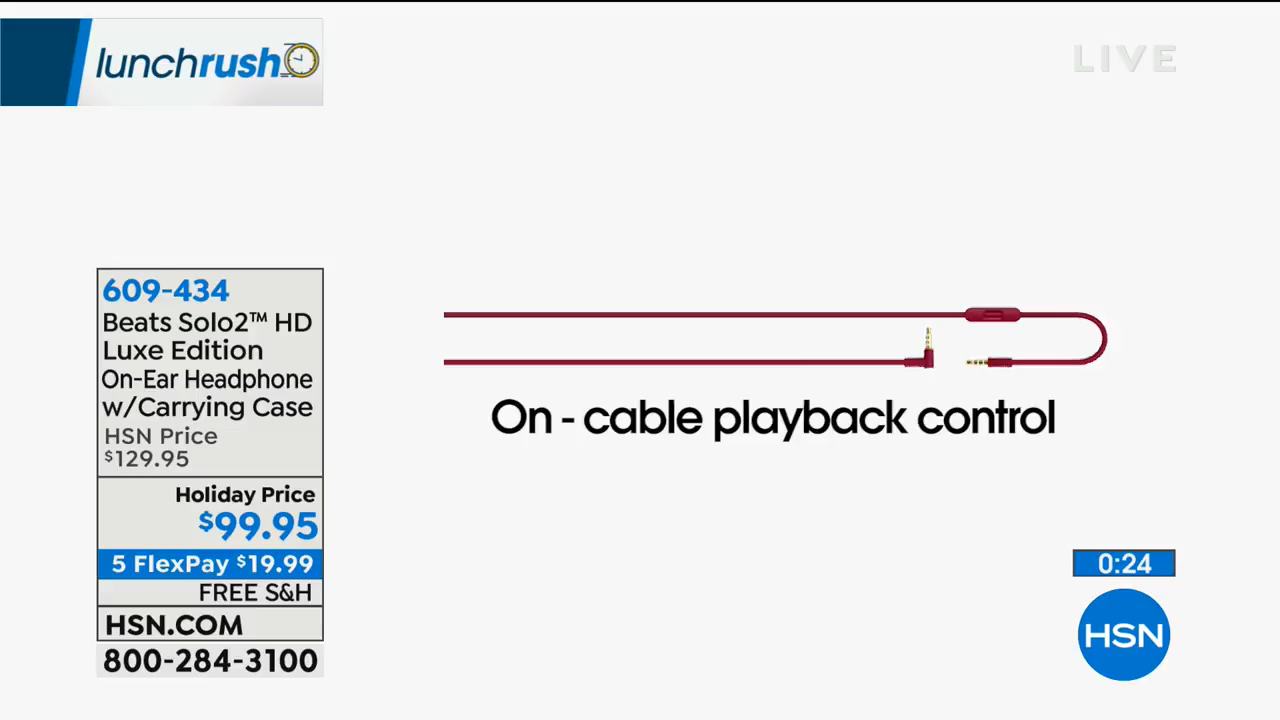 lunchrush
LIVE
609-434
Beats Solo2™ HD
Luxe Edition
On-Ear Headphone
w/Carrying Case
HSN Price
$129.95
Holiday Price
$99.95
5 FlexPay $19.99
FREE S&H
HSN.COM
800-284-3100
On - cable playback control
0:24
HSN